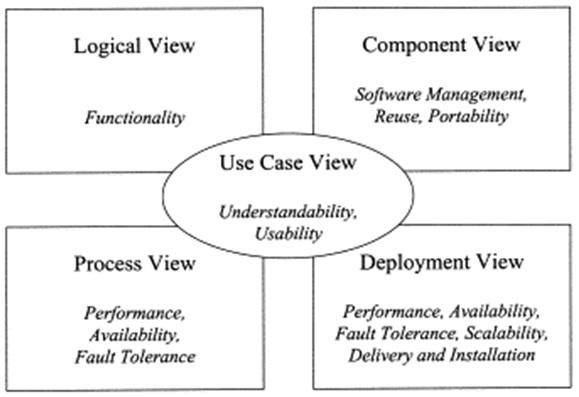 Logical View
Functionality
Component View
Software Management,
Reuse, Portability
Use Case View
Understandability,
Usability
Process View
Performance,
Availability,
Fault Tolerance
Deployment View
Performance, Availability,
Fault Tolerance, Scalability,
Delivery and Installation